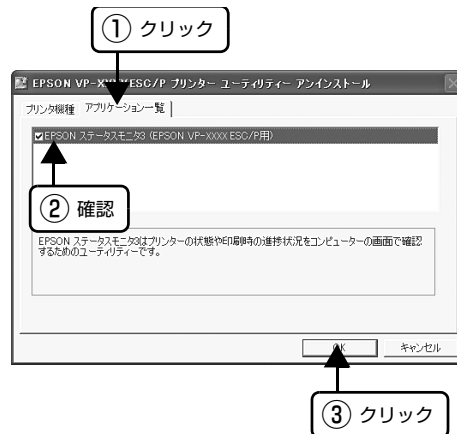 ① クリック
EPSON VP-XXXX ESC/P プリンター ユーティリティー アンインストール
プリンタ機種 アプリケーション一覧
EPSON ステータスモニタ3 (EPSON VP-XXXX ESC/P用)
② 確認
EPSON ステータスモニタ3はプリンターの状態や印刷時の進捗状況をコンピューターの画面で確認
するためのユーティリティーです。
OK キャンセル
③ クリック